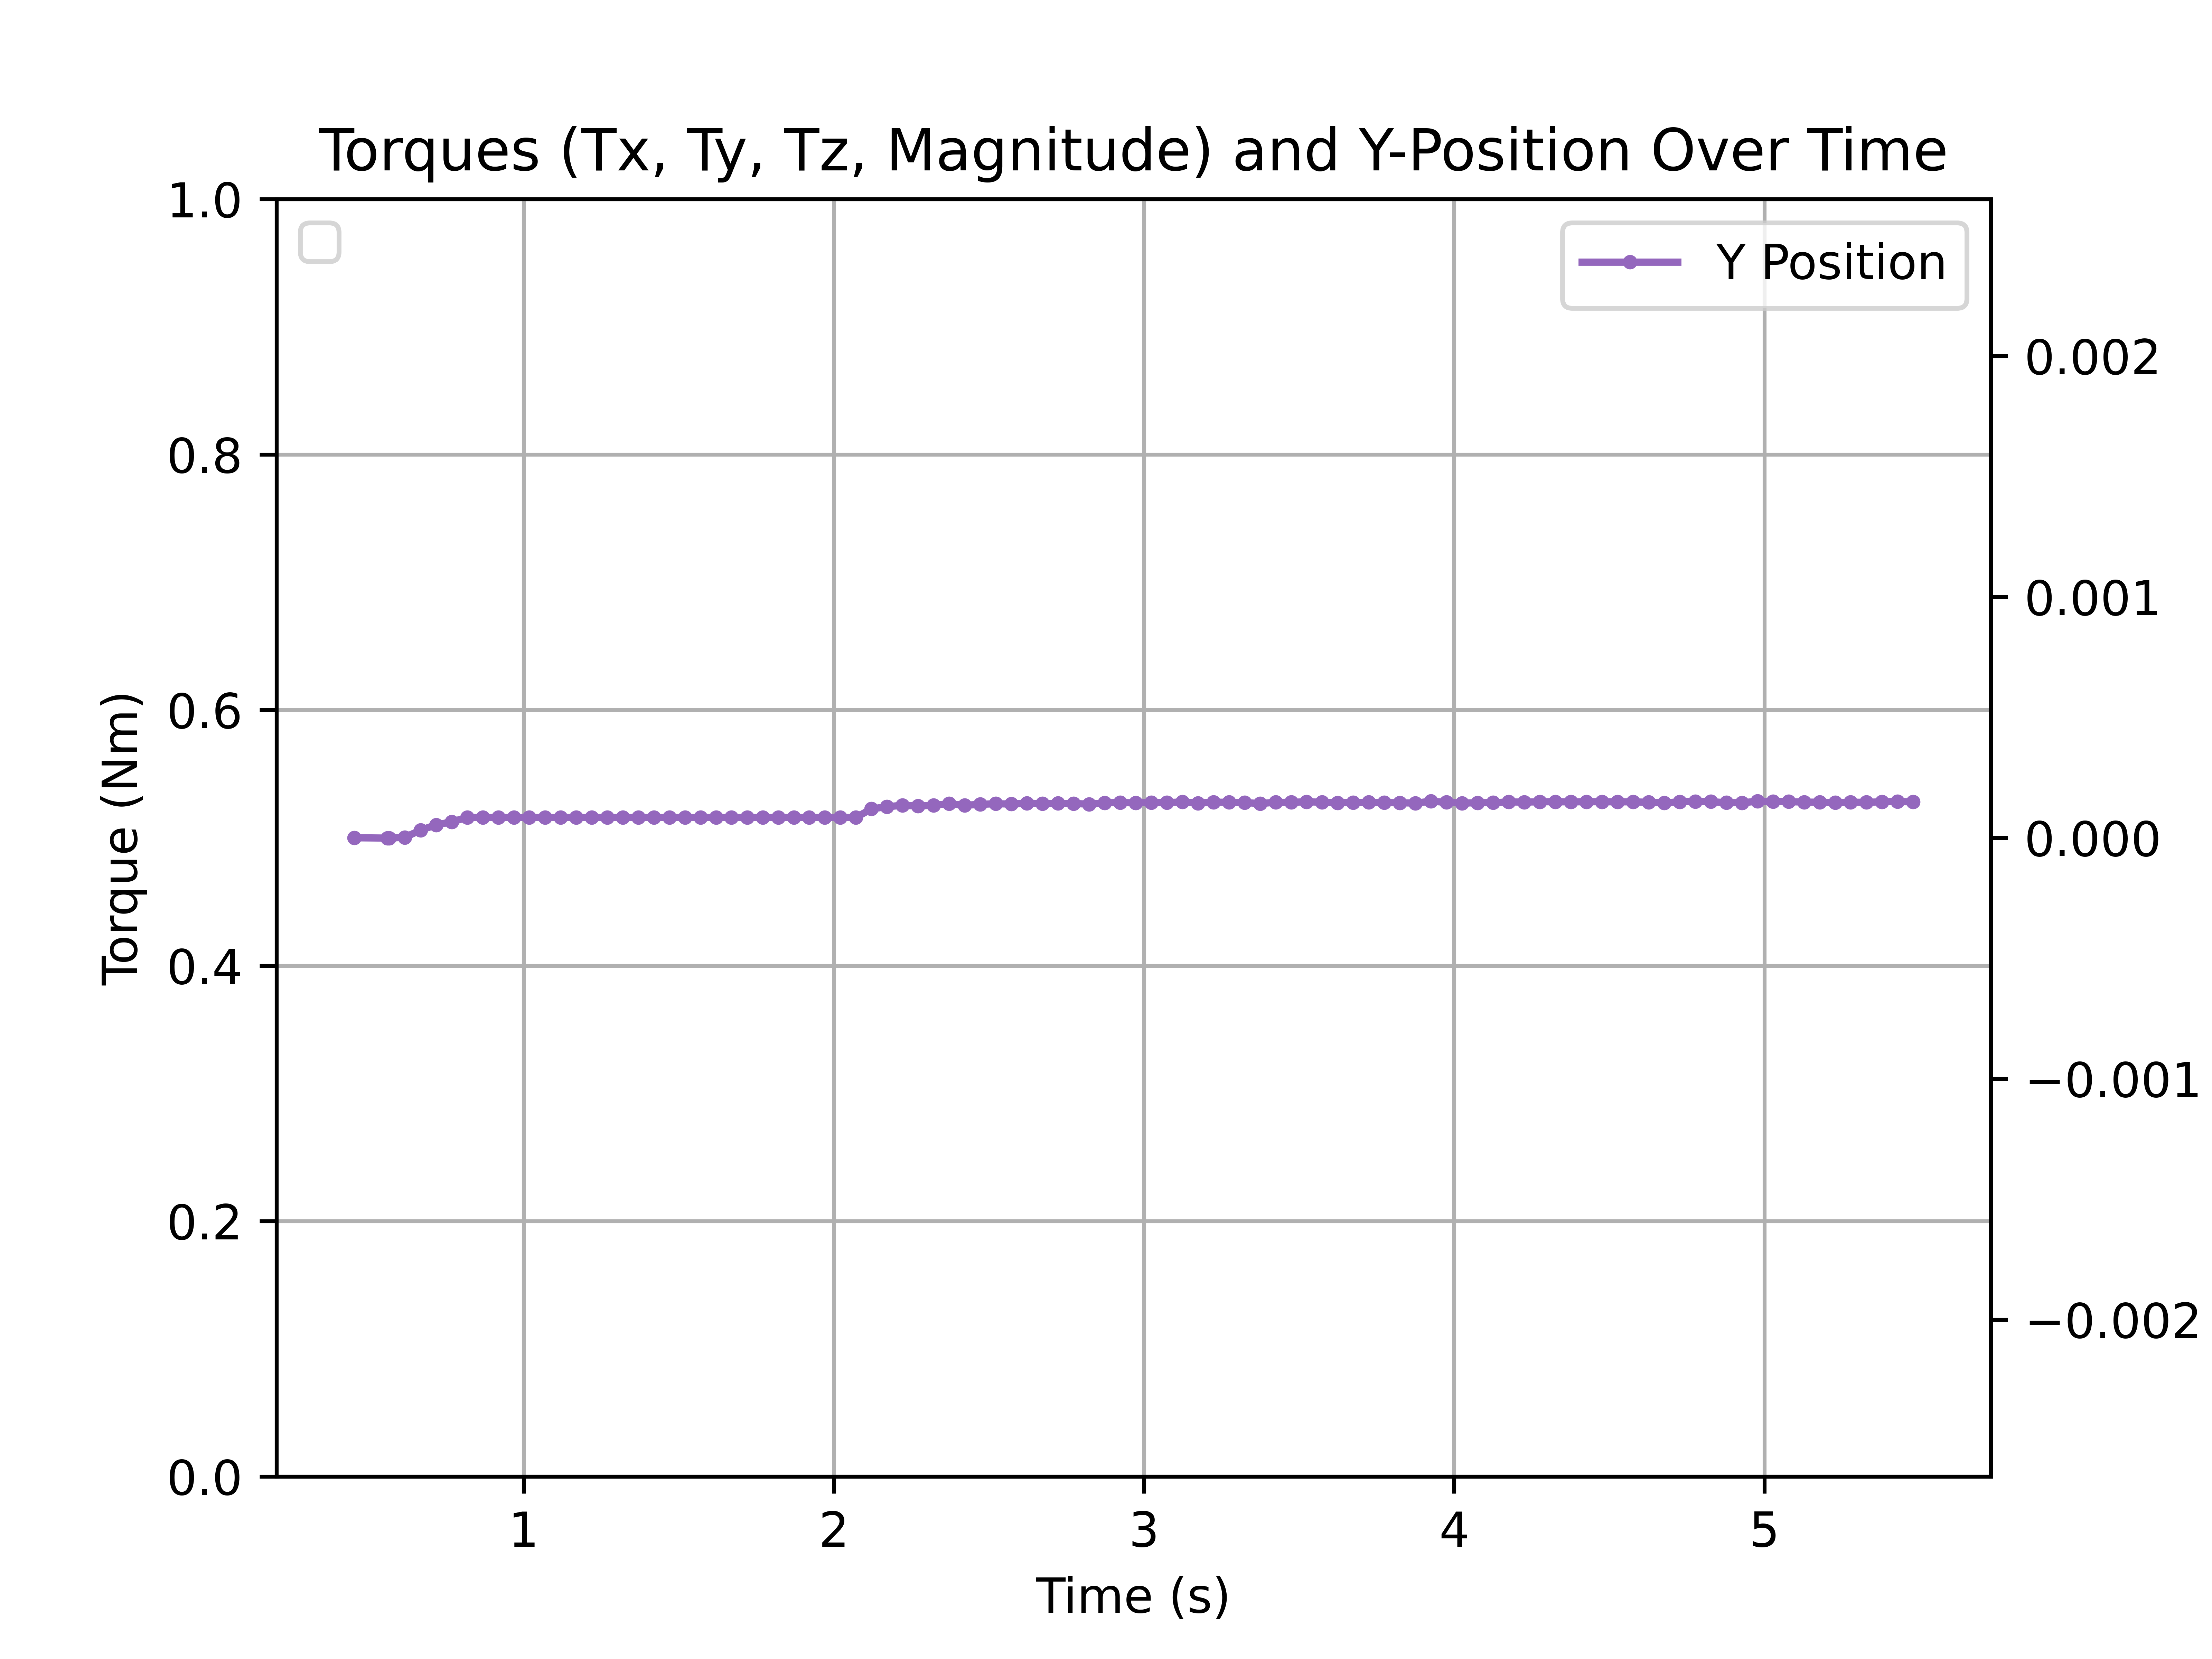 Torques (Tx, Ty, Tz, Magnitude) and Y-Position Over Time
Y Position
1.0
0.8
0.6
0.4
0.2
0.0
Torque (Nm)
0.002
0.001
0.000
−0.001
−0.002
1 2 3 4 5
Time (s)